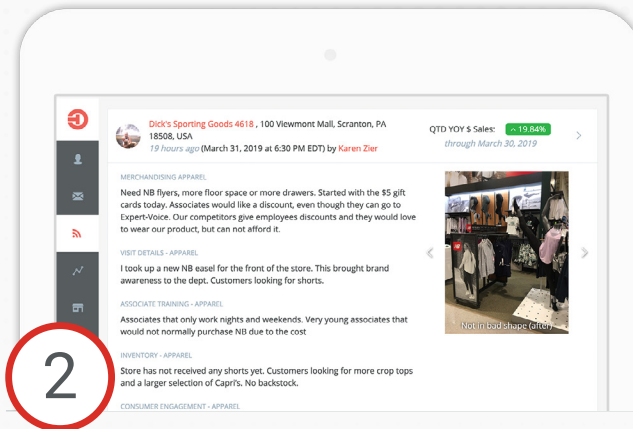 Dick's Sporting Goods 4618 , 100 Viewmont Mall, Scranton, PA
18508, USA
19 hours ago (March 31, 2019 at 6:30 PM EDT) by Karen Zier
QTD YOY $ Sales: 19.84%
through March 30, 2019
MERCHANDISING APPAREL
Need NB flyers, more floor space or more drawers. Started with the $5 gift
cards today. Associates would like a discount, even though they can go to
Expert-Voice. Our competitors give employees discounts and they would love
to wear our product, but can not afford it.
VISIT DETAILS - APPAREL
I took up a new NB easel for the front of the store. This brought brand
awareness to the dept. Customers looking for shorts.
ASSOCIATE TRAINING - APPAREL
Associates that only work nights and weekends. Very young associates that
would not normally purchase NB due to the cost
INVENTORY - APPAREL
Store has not received any shorts yet. Customers looking for more crop tops
and a larger selection of Capri's. No backstock.
CONSUMER ENGAGEMENT - APPAREL
Not in bad shape (after)
2